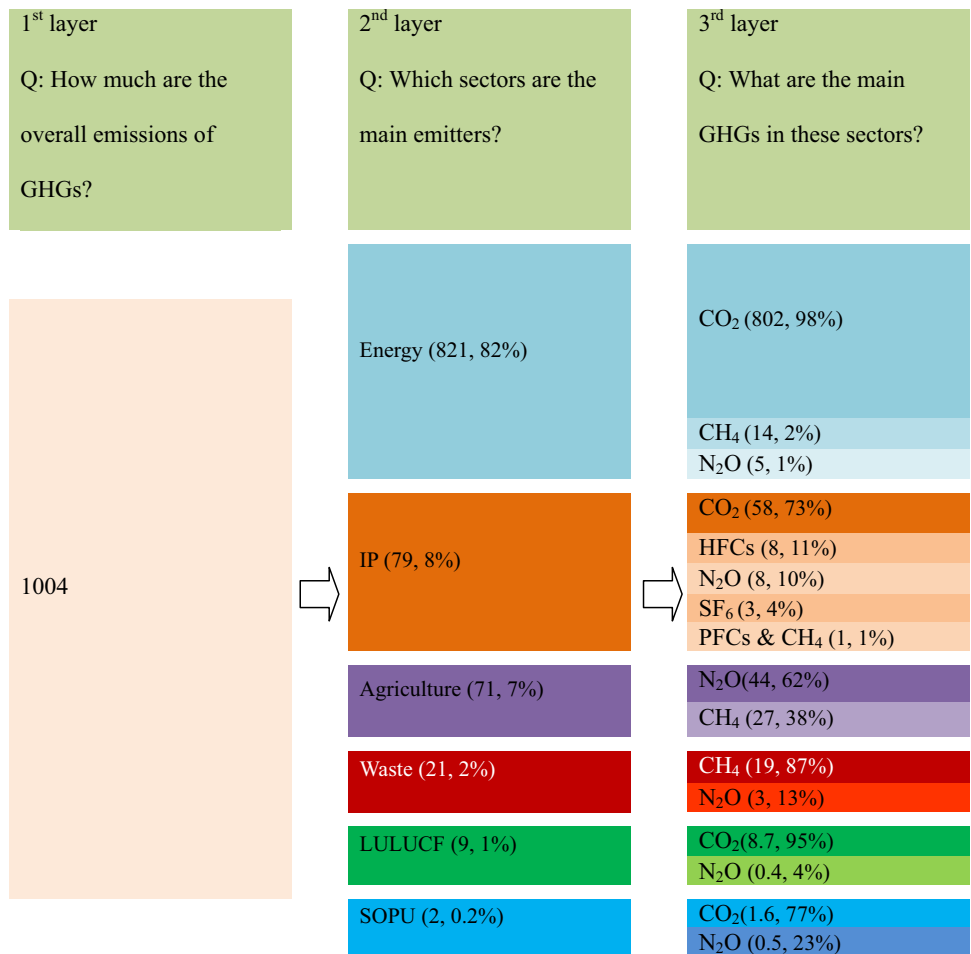 1st layer
Q: How much are the
overall emissions of
GHGs?
2nd layer
Q: Which sectors are the
main emitters?
3rd layer
Q: What are the main
GHGs in these sectors?
1004
Energy (821, 82%)
IP (79, 8%)
Agriculture (71, 7%)
Waste (21, 2%)
LULUCF (9, 1%)
SOPU (2, 0.2%)
CO2 (802, 98%)
CH4 (14, 2%)
N2O (5, 1%)
CO2 (58, 73%)
HFCs (8, 11%)
N2O (8, 10%)
SF6 (3, 4%)
PFCs & CH4 (1, 1%)
N2O(44, 62%)
CH4 (27, 38%)
CH4 (19, 87%)
N2O (3, 13%)
CO2(8.7, 95%)
N2O (0.4, 4%)
CO2(1.6, 77%)
N2O (0.5, 23%)